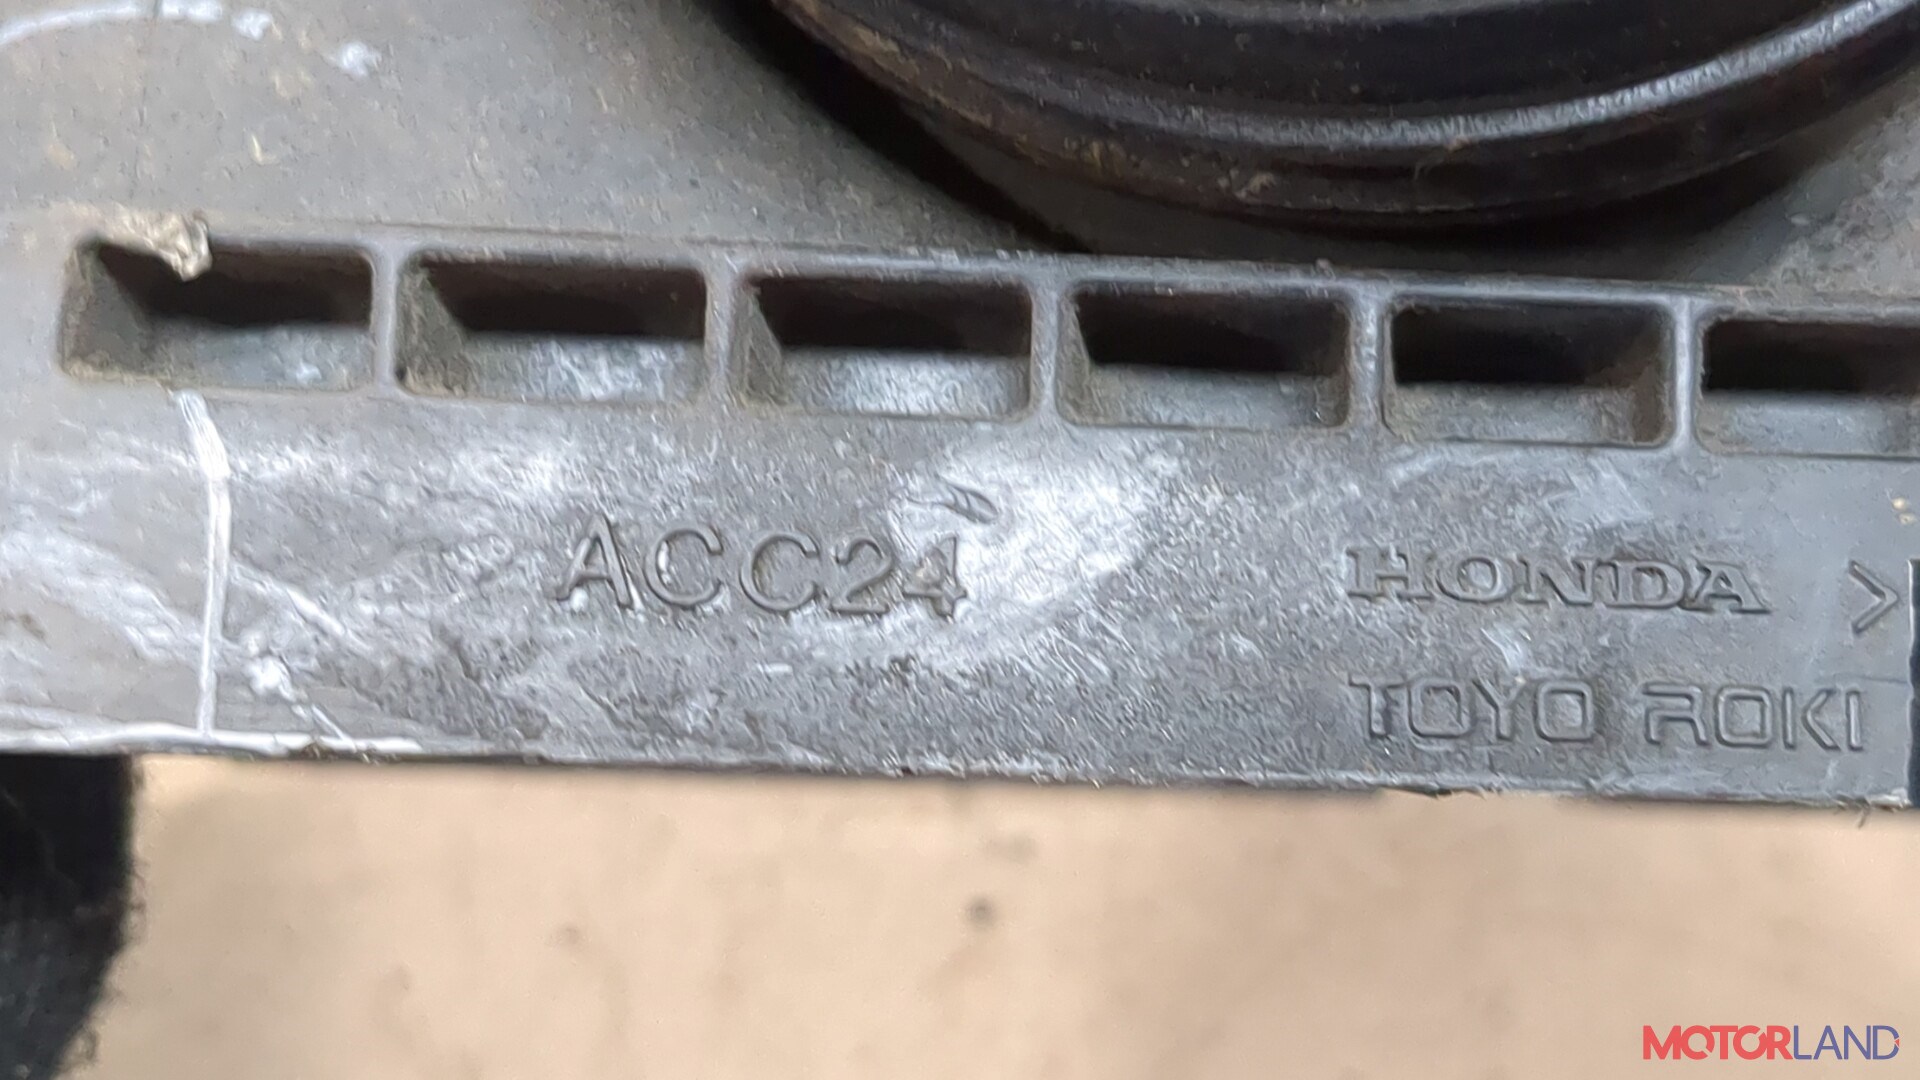 ACC24
HONDA >
TOYO ROKI
MOTORLAND